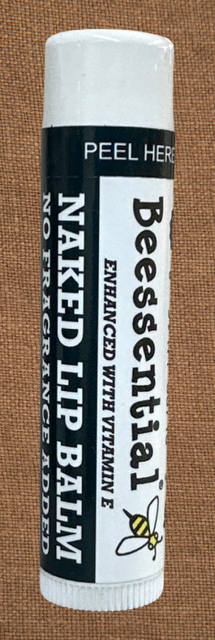 PEEL HERE
Beessential®
ENHANCED WITH VITAMIN E
NAKED LIP BALM
NO FRAGRANCE ADDED